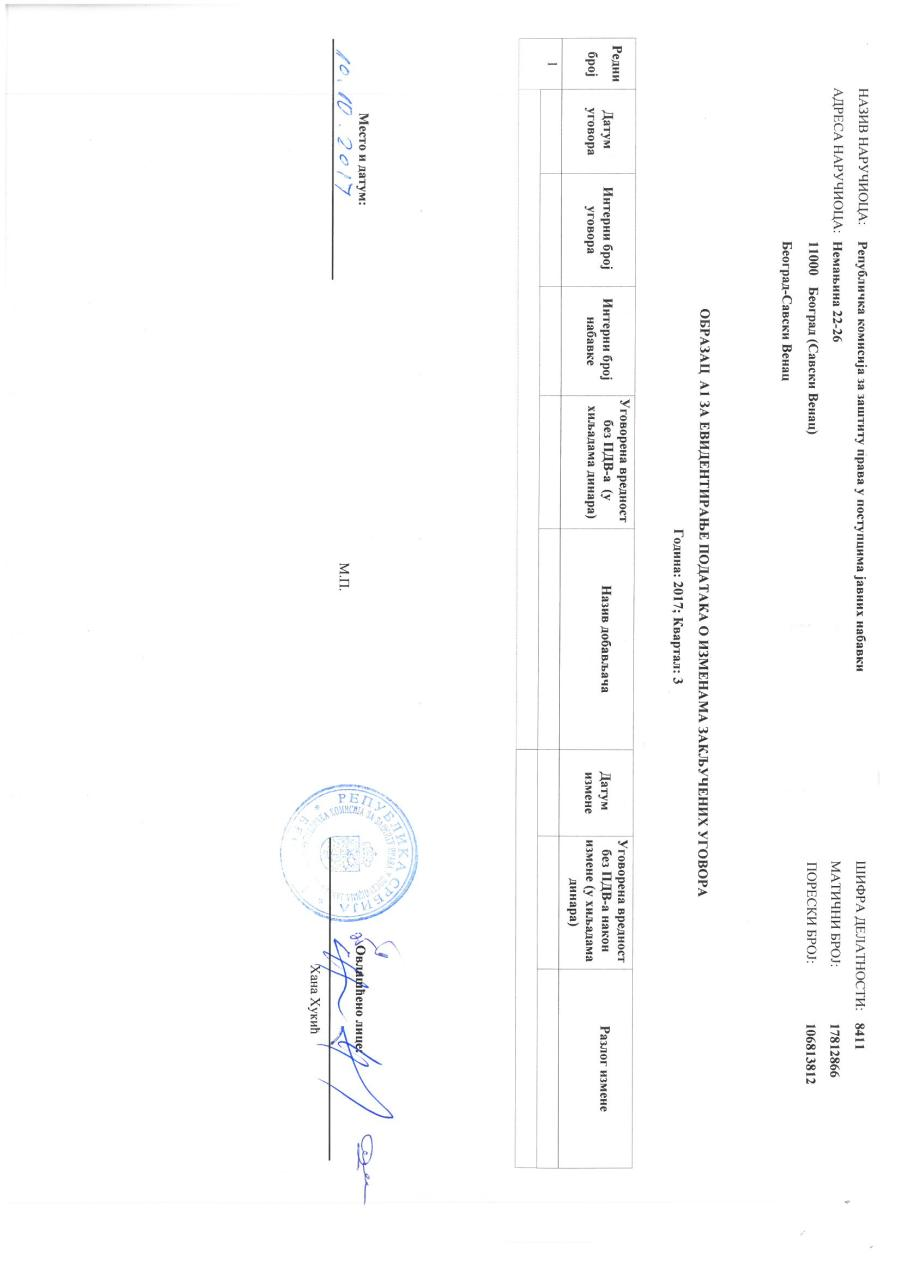 НАЗИВ НАРУЧИОЦА: Републичка комисија за заштиту права у поступцима јавних набавки
ШИФРА ДЕЛАТНОСТИ: 8411
АДРЕСА НАРУЧИОЦА: Немањина 22-26
МАТИЧНИ БРОЈ: 17812866
11000 Београд (Савски Венац)
ПОРЕСКИ БРОЈ: 106813812
Београд-Савски Венац
ОБРАЗАЦ А1 ЗА ЕВИДЕНТИРАЊЕ ПОДАТАКА О ИЗМЕНАМА ЗАКЉУЧЕНИХ УГОВОРА
Година: 2017; Квартал: 3
Редни
број
Датум
уговора
Интерни број
уговора
Интерни број
набавке
Уговорена вредност
без ПДВ-а (у
хиљадама динара)
Назив добављача
Датум
измене
Уговорена вредност
без ПДВ-а након
измене (у хиљадама
динара)
Разлог измене
1
Место и датум:
10.10.2017
М.П.
Овлашћено лице:
Хана Хукић
РЕПУБЛИКА СРБИЈА